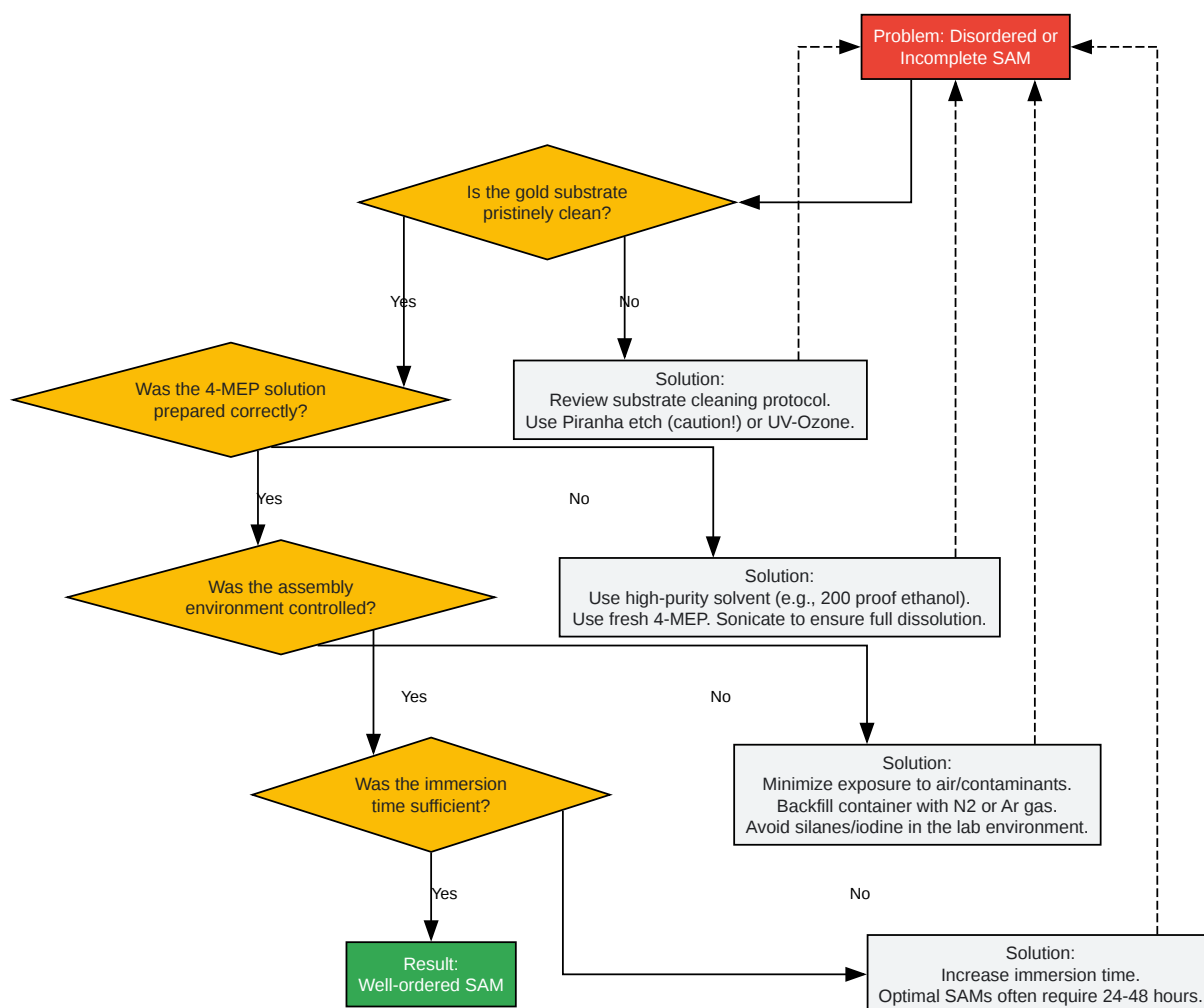 Problem: Disordered or
Incomplete SAM
Is the gold substrate
pristinely clean?
Yes
No
Solution:
Review substrate cleaning protocol.
Use Piranha etch (caution!) or UV-Ozone.
Was the 4-MEP solution
prepared correctly?
Yes
No
Solution:
Use high-purity solvent (e.g., 200 proof ethanol).
Use fresh 4-MEP. Sonicate to ensure full dissolution.
Was the assembly
environment controlled?
Yes
No
Solution:
Minimize exposure to air/contaminants.
Backfill container with N2 or Ar gas.
Avoid silanes/iodine in the lab environment.
Was the immersion
time sufficient?
Yes
No
Result:
Well-ordered SAM
Solution:
Increase immersion time.
Optimal SAMs often require 24-48 hours.